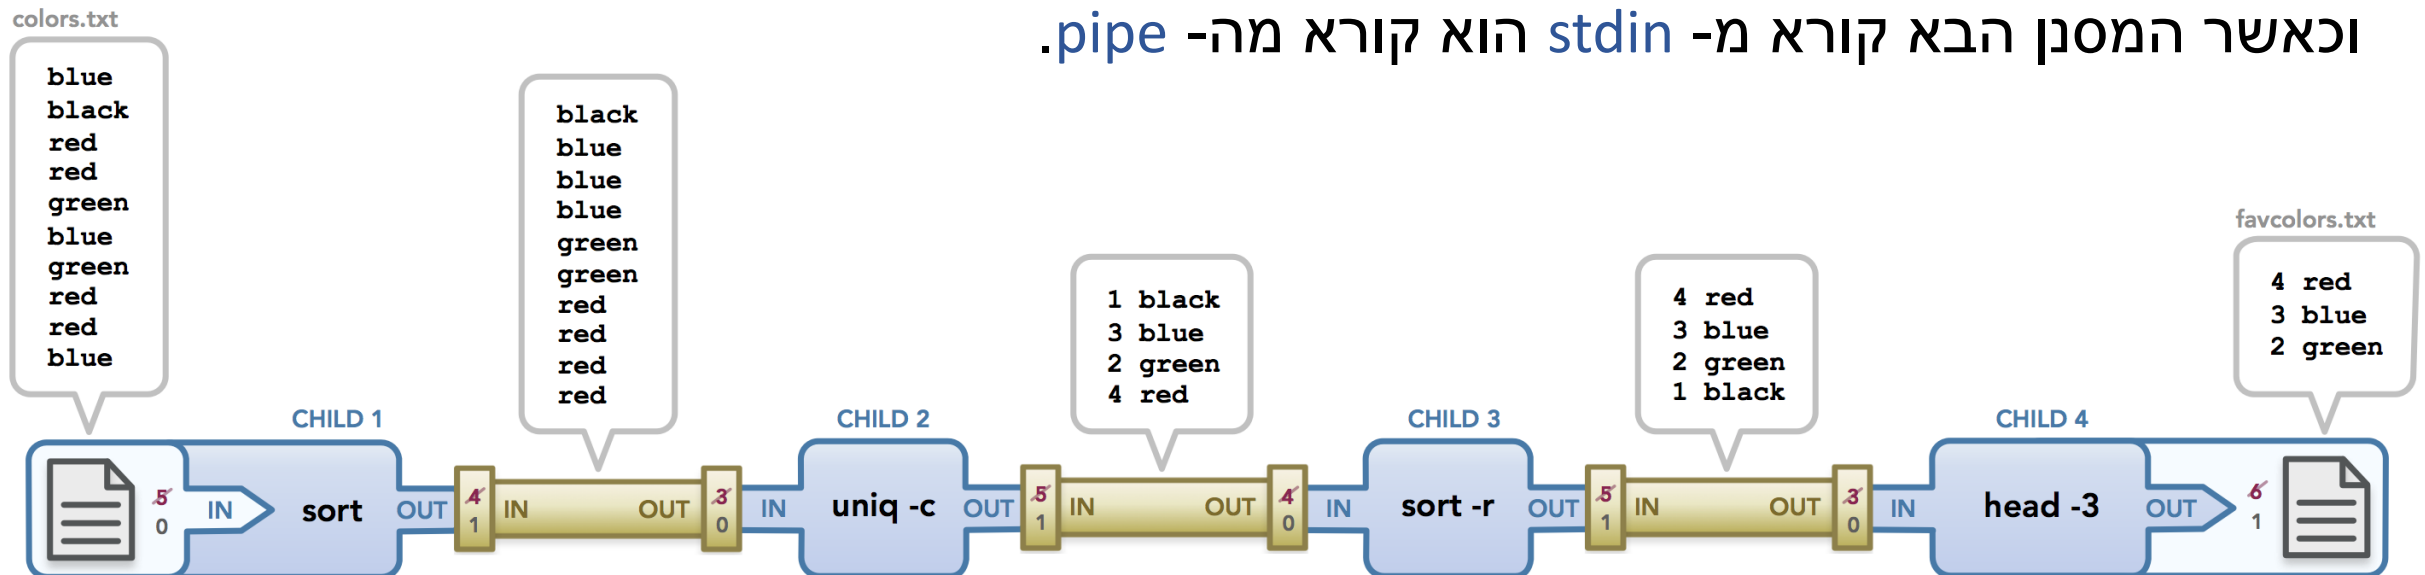 וכאשר המסנן הבא קורא מ- stdin הוא קורא מה- pipe.
colors.txt
blue
black
red
red
green
blue
green
red
red
blue
black
blue
blue
blue
green
green
red
red
red
red
1 black
3 blue
2 green
4 red
4 red
3 blue
2 green
1 black
favcolors.txt
4 red
3 blue
2 green
CHILD 1
CHILD 2
CHILD 3
CHILD 4
5
0
IN
sort
OUT
4
1
IN
OUT
3
0
IN
uniq -c
OUT
5
1
IN
OUT
4
0
IN
sort -r
OUT
5
1
IN
OUT
3
0
IN
head -3
OUT
6
1